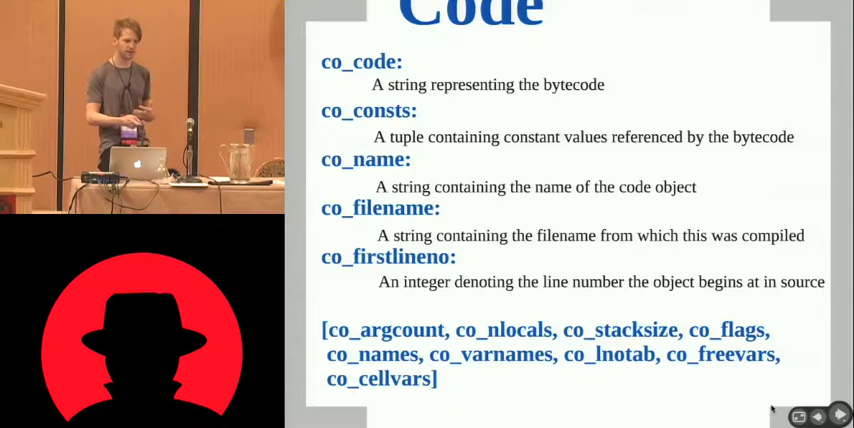 Code
co_code:
A string representing the bytecode
co_consts:
A tuple containing constant values referenced by the bytecode
co_name:
A string containing the name of the code object
co_filename:
A string containing the filename from which this was compiled
co_firstlineno:
An integer denoting the line number the object begins at in source
[co_argcount, co_nlocals, co_stacksize, co_flags,
co_names, co_varnames, co_lnotab, co_freevars,
co_cellvars]